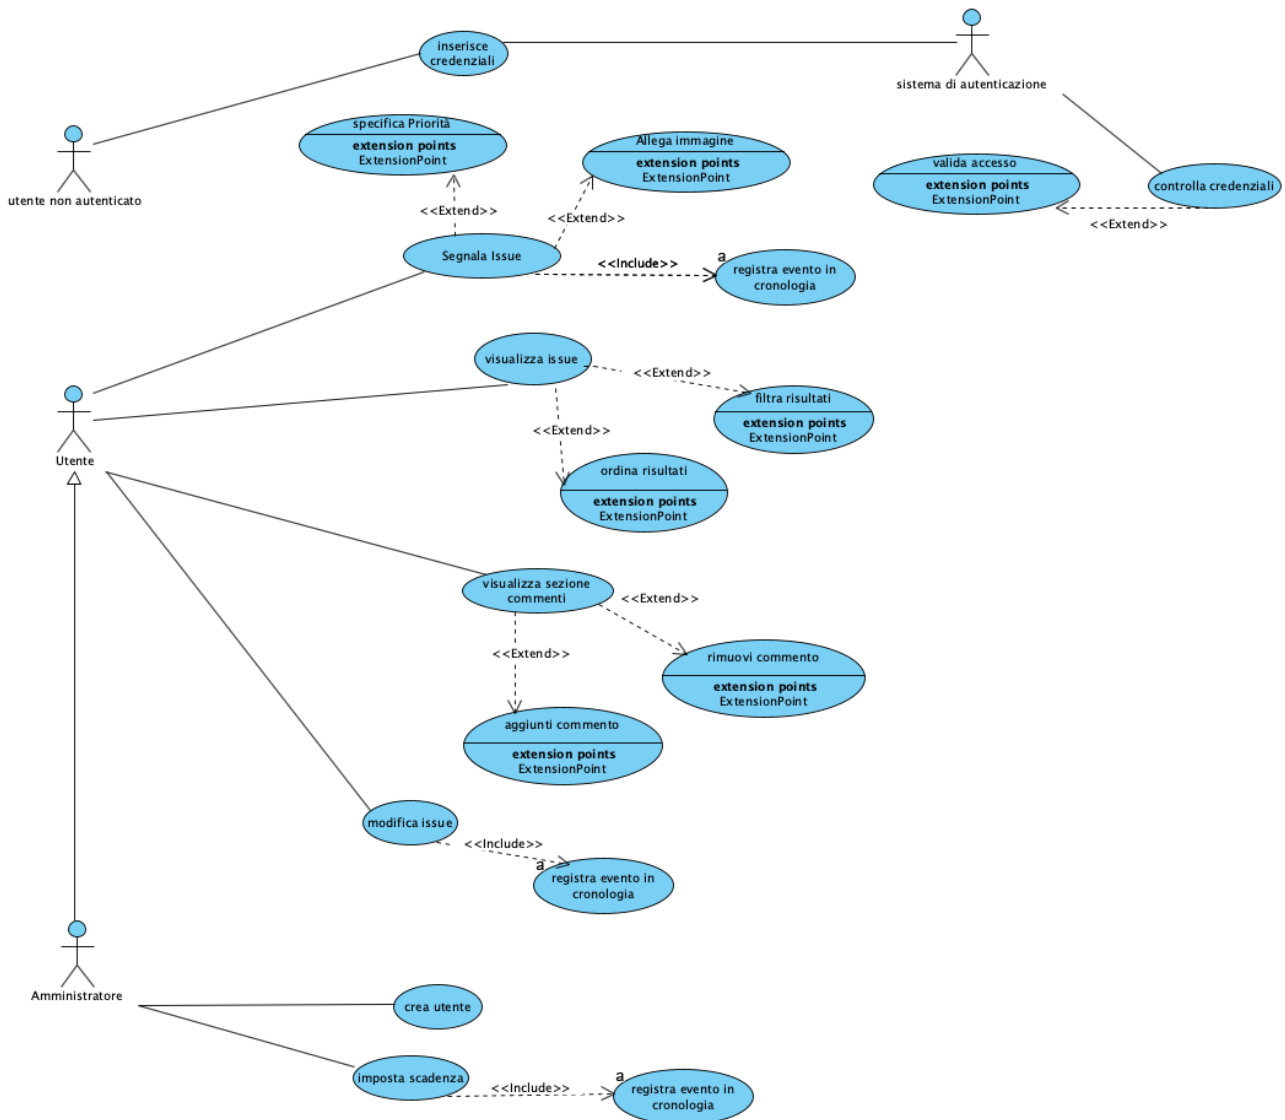 inserisce
credenziali
sistema di autenticazione
specifica Priorità
extension points
ExtensionPoint
Allega immagine
extension points
ExtensionPoint
valida accesso
extension points
ExtensionPoint
controlla credenziali
utente non autenticato
<<Extend>>
<<Extend>>
<<Extend>>
Segnala Issue
<<Include>>
a
registra evento in
cronologia
visualizza issue
<<Extend>>
filtra risultati
extension points
ExtensionPoint
<<Extend>>
Utente
ordina risultati
extension points
ExtensionPoint
visualizza sezione
commenti
<<Extend>>
<<Extend>>
rimuovi commento
extension points
ExtensionPoint
aggiunti commento
extension points
ExtensionPoint
modifica issue
<<Include>>
a
registra evento in
cronologia
Amministratore
crea utente
imposta scadenza
<<Include>>
a
registra evento in
cronologia